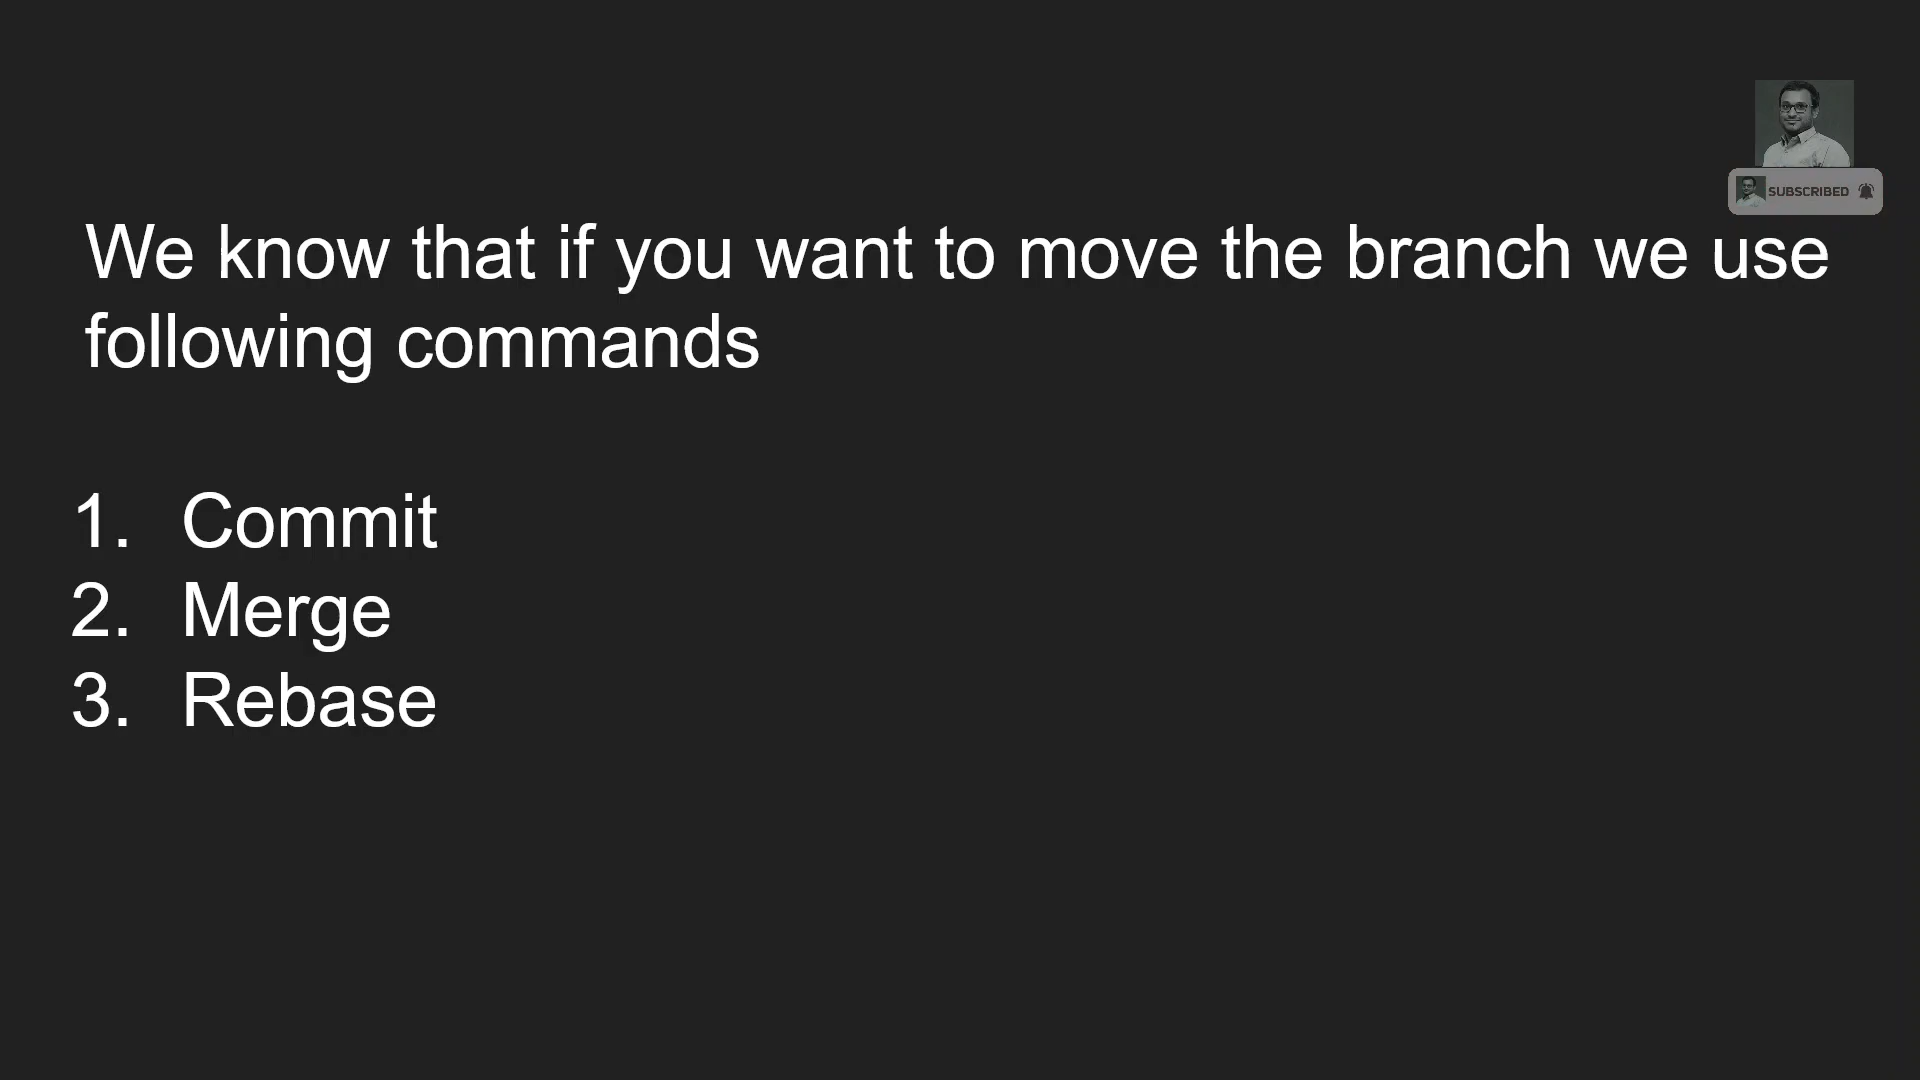 SUBSCRIBED
We know that if you want to move the branch we use
following commands
1. Commit
2. Merge
3. Rebase